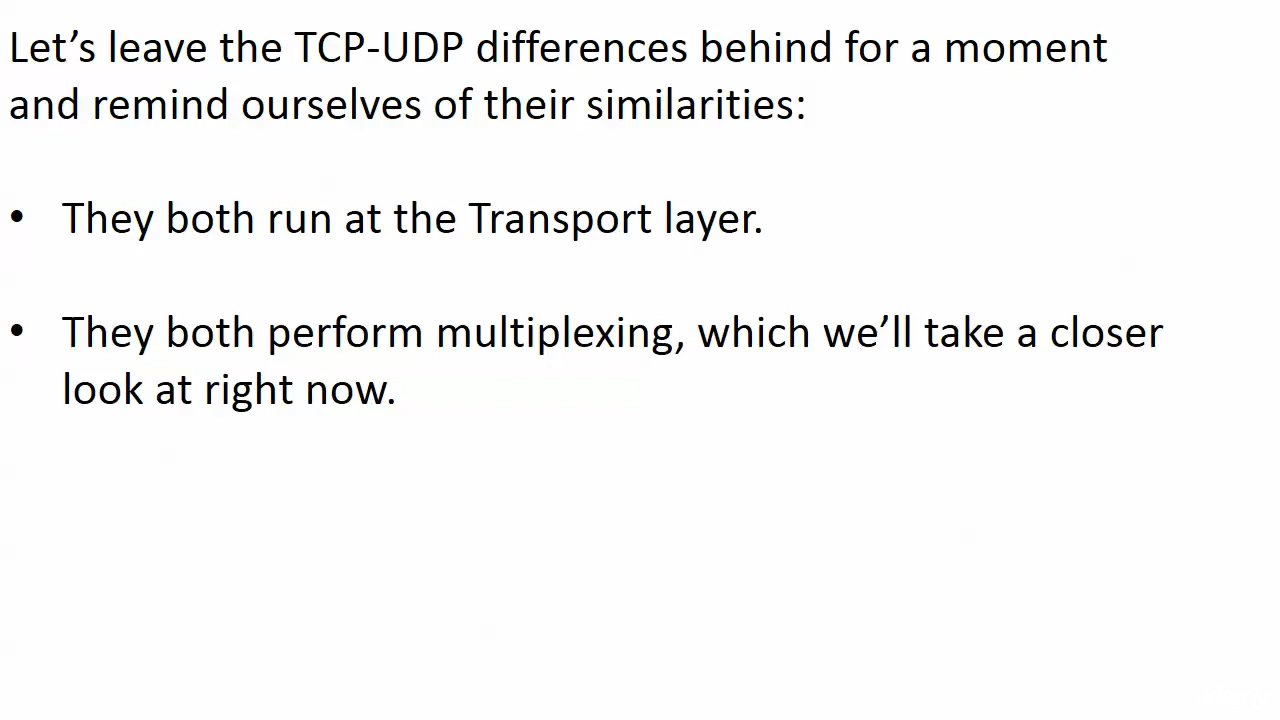 Let’s leave the TCP-UDP differences behind for a moment
and remind ourselves of their similarities:
• They both run at the Transport layer.
• They both perform multiplexing, which we’ll take a closer
look at right now.